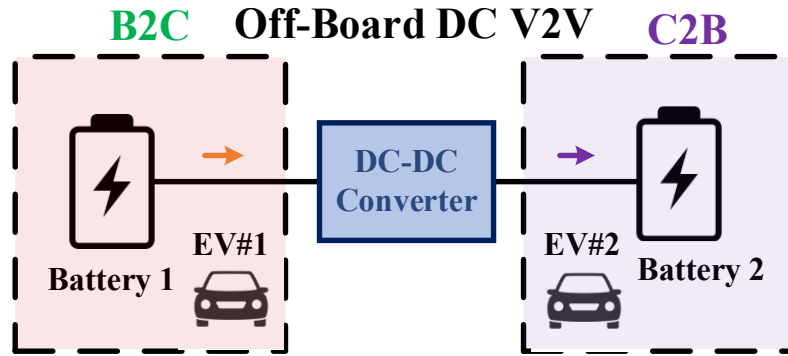 B2C Off-Board DC V2V C2B
DC-DC
Converter
EV#1
Battery 1
EV#2
Battery 2